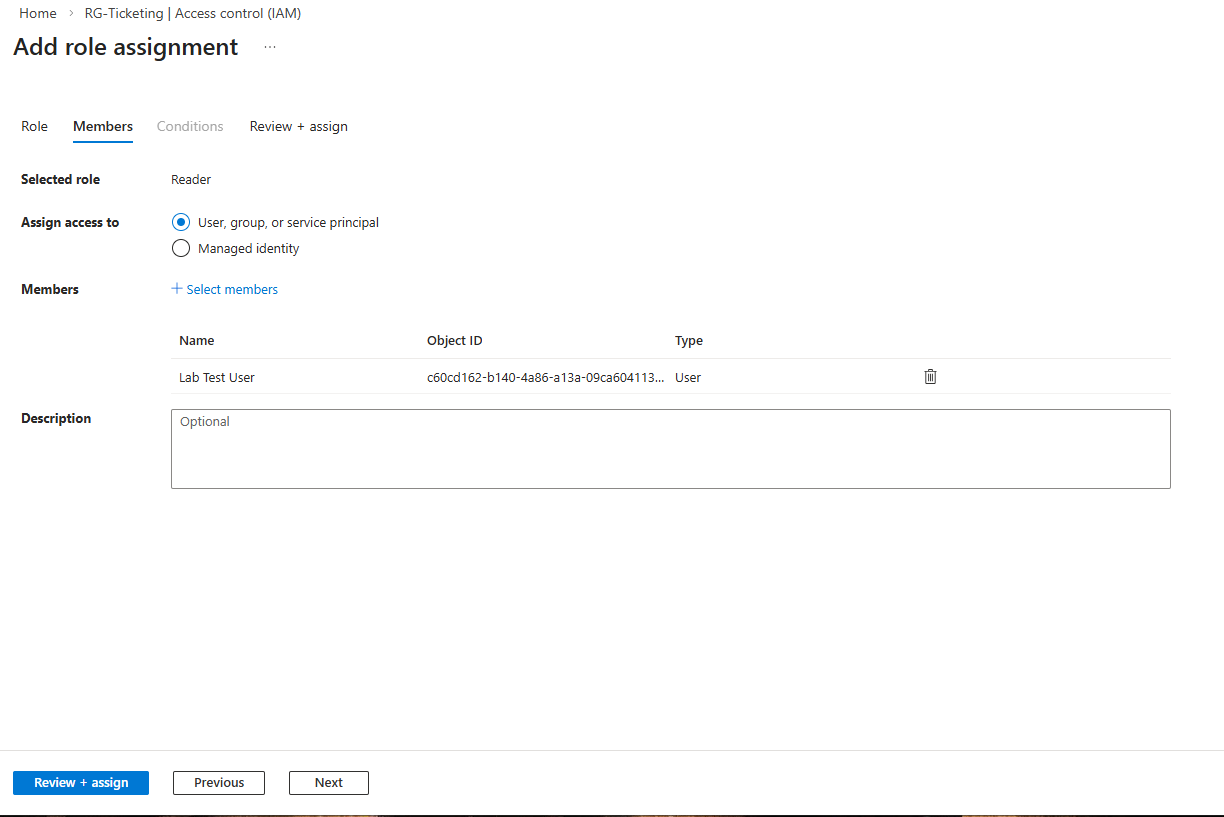 Home > RG-Ticketing | Access control (IAM)
Add role assignment ...
Role Members Conditions Review + assign
Selected role Reader
Assign access to User, group, or service principal
Managed identity
Members + Select members
Name Object ID Type
Lab Test User c60cd162-b140-4a86-a13a-09ca604113... User
Description Optional
Review + assign Previous Next